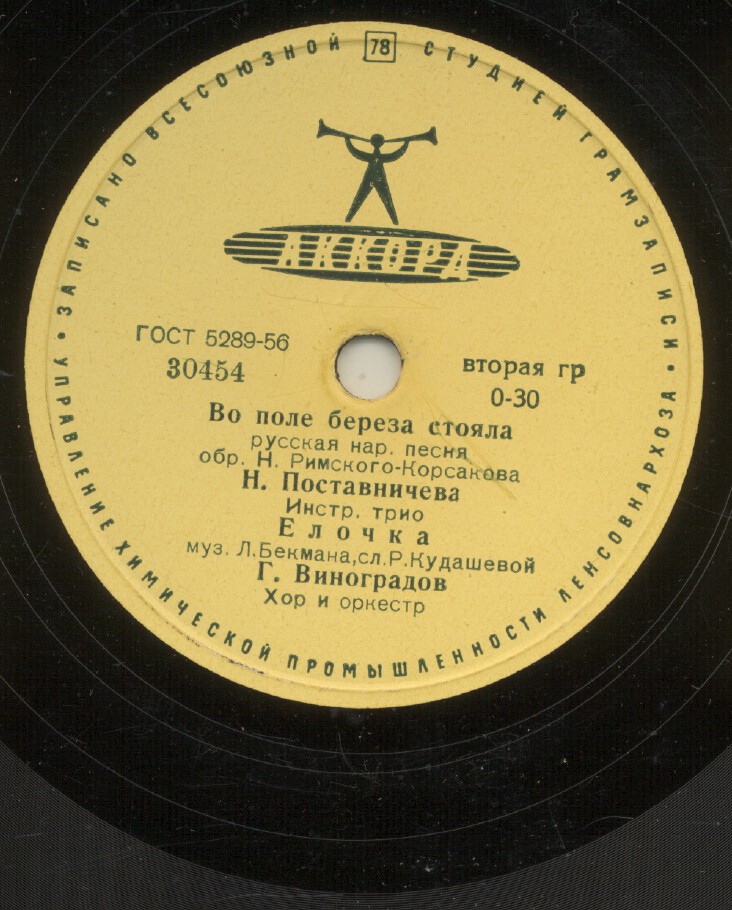 ЗАПИСАНО ВСЕСОЮЗНОЙ 78 СТУДИЕЙ ГРАМЗАПИСИ •
УПРАВЛЕНИЕ ХИМИЧЕСКОЙ ПРОМЫШЛЕННОСТИ ЛЕНСОВНАРХОЗА •
АККОРД
ГОСТ 5289-56
30454
вторая гр
0-30
Во поле береза стояла
русская нар. песня
обр. Н. Римского-Корсакова
Н. Поставничева
Инстр. трио
Елочка
муз. Л.Бекмана,сл.Р.Кудашевой
Г. Виноградов
Хор и оркестр